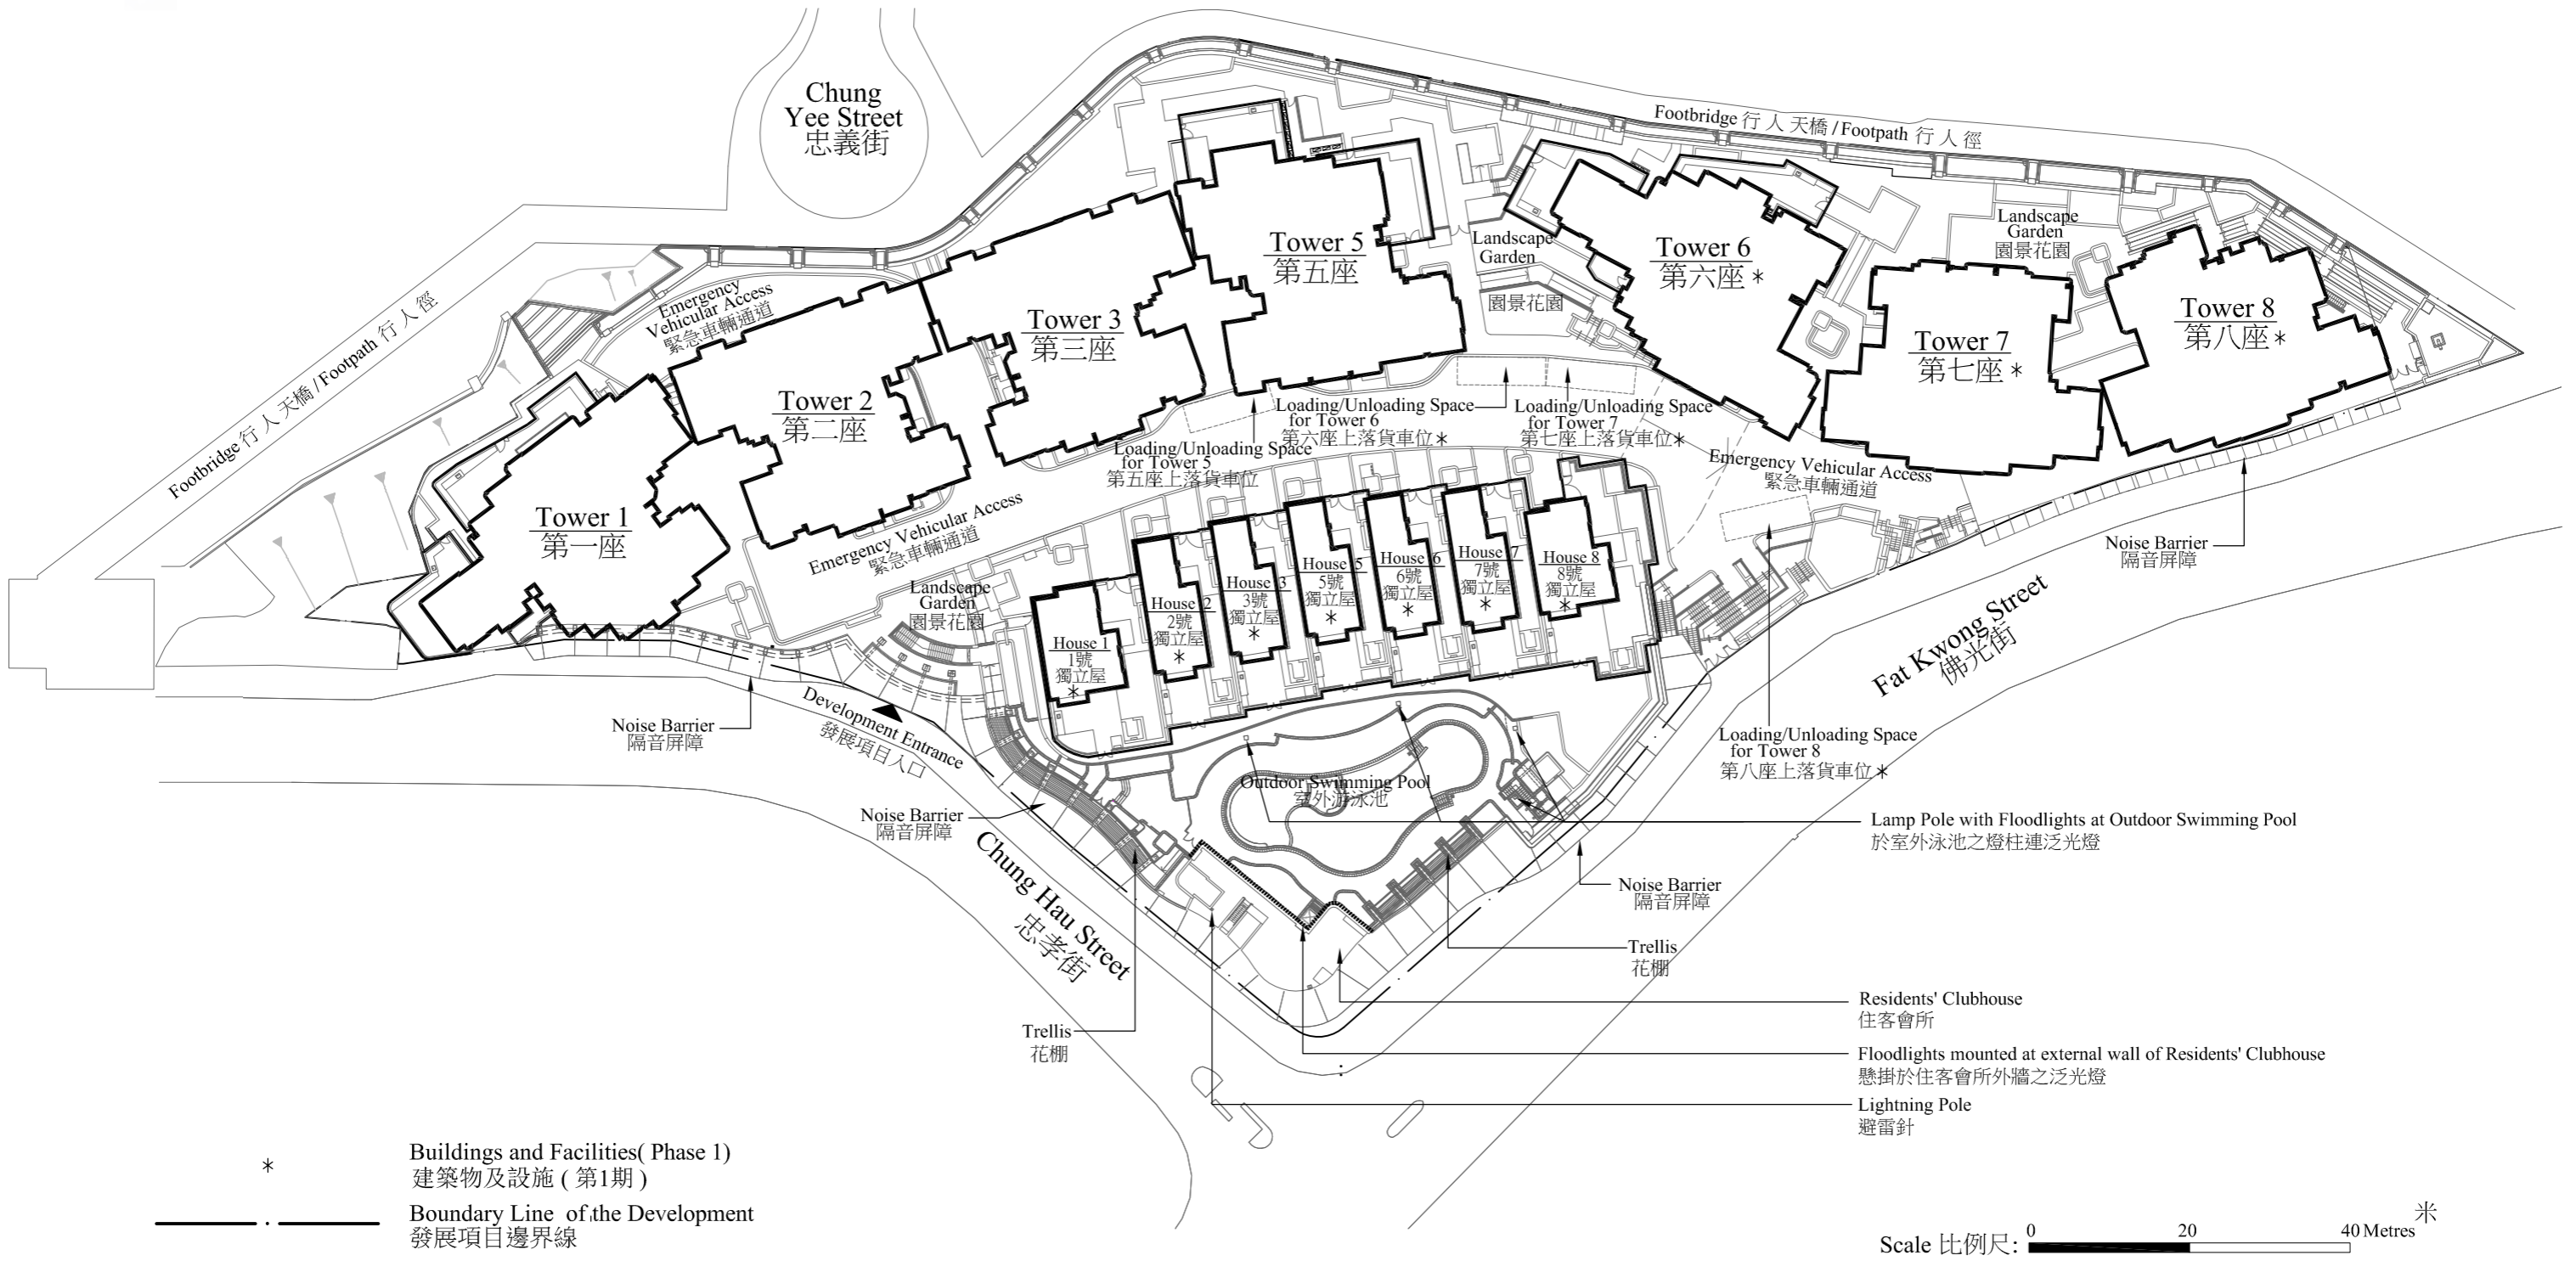 Chung
Yee Street
忠義街
Footbridge 行人天橋 / Footpath 行人徑
Footbridge 行人天橋 / Footpath 行人徑
Emergency
Vehicular Access
緊急車輛通道
Tower 1
第一座
Tower 2
第二座
Tower 3
第三座
Tower 5
第五座
Landscape
Garden
園景花園
Tower 6
第六座 *
Landscape
Garden
園景花園
Tower 7
第七座 *
Tower 8
第八座 *
Loading/Unloading Space
for Tower 5
第五座上落貨車位
Loading/Unloading Space
for Tower 6
第六座上落貨車位 *
Loading/Unloading Space
for Tower 7
第七座上落貨車位 *
Emergency Vehicular Access
緊急車輛通道
Emergency Vehicular Access
緊急車輛通道
Landscape
Garden
園景花園
House 1
1號
獨立屋
*
House 2
2號
獨立屋
*
House 3
3號
獨立屋
*
House 5
5號
獨立屋
*
House 6
6號
獨立屋
*
House 7
7號
獨立屋
*
House 8
8號
獨立屋
*
Noise Barrier
隔音屏障
Fat Kwong Street
佛光街
Noise Barrier
隔音屏障
Development Entrance
發展項目入口
Loading/Unloading Space
for Tower 8
第八座上落貨車位 *
Outdoor Swimming Pool
室外游泳池
Noise Barrier
隔音屏障
Chung Hau Street
忠孝街
Lamp Pole with Floodlights at Outdoor Swimming Pool
於室外泳池之燈柱連泛光燈
Noise Barrier
隔音屏障
Trellis
花棚
Trellis
花棚
Residents' Clubhouse
住客會所
Floodlights mounted at external wall of Residents' Clubhouse
懸掛於住客會所外牆之泛光燈
Lightning Pole
避雷針
* Buildings and Facilities( Phase 1)
建築物及設施 ( 第1期 )
Boundary Line of the Development
發展項目邊界線
Scale 比例尺: 0 20 40 Metres 米